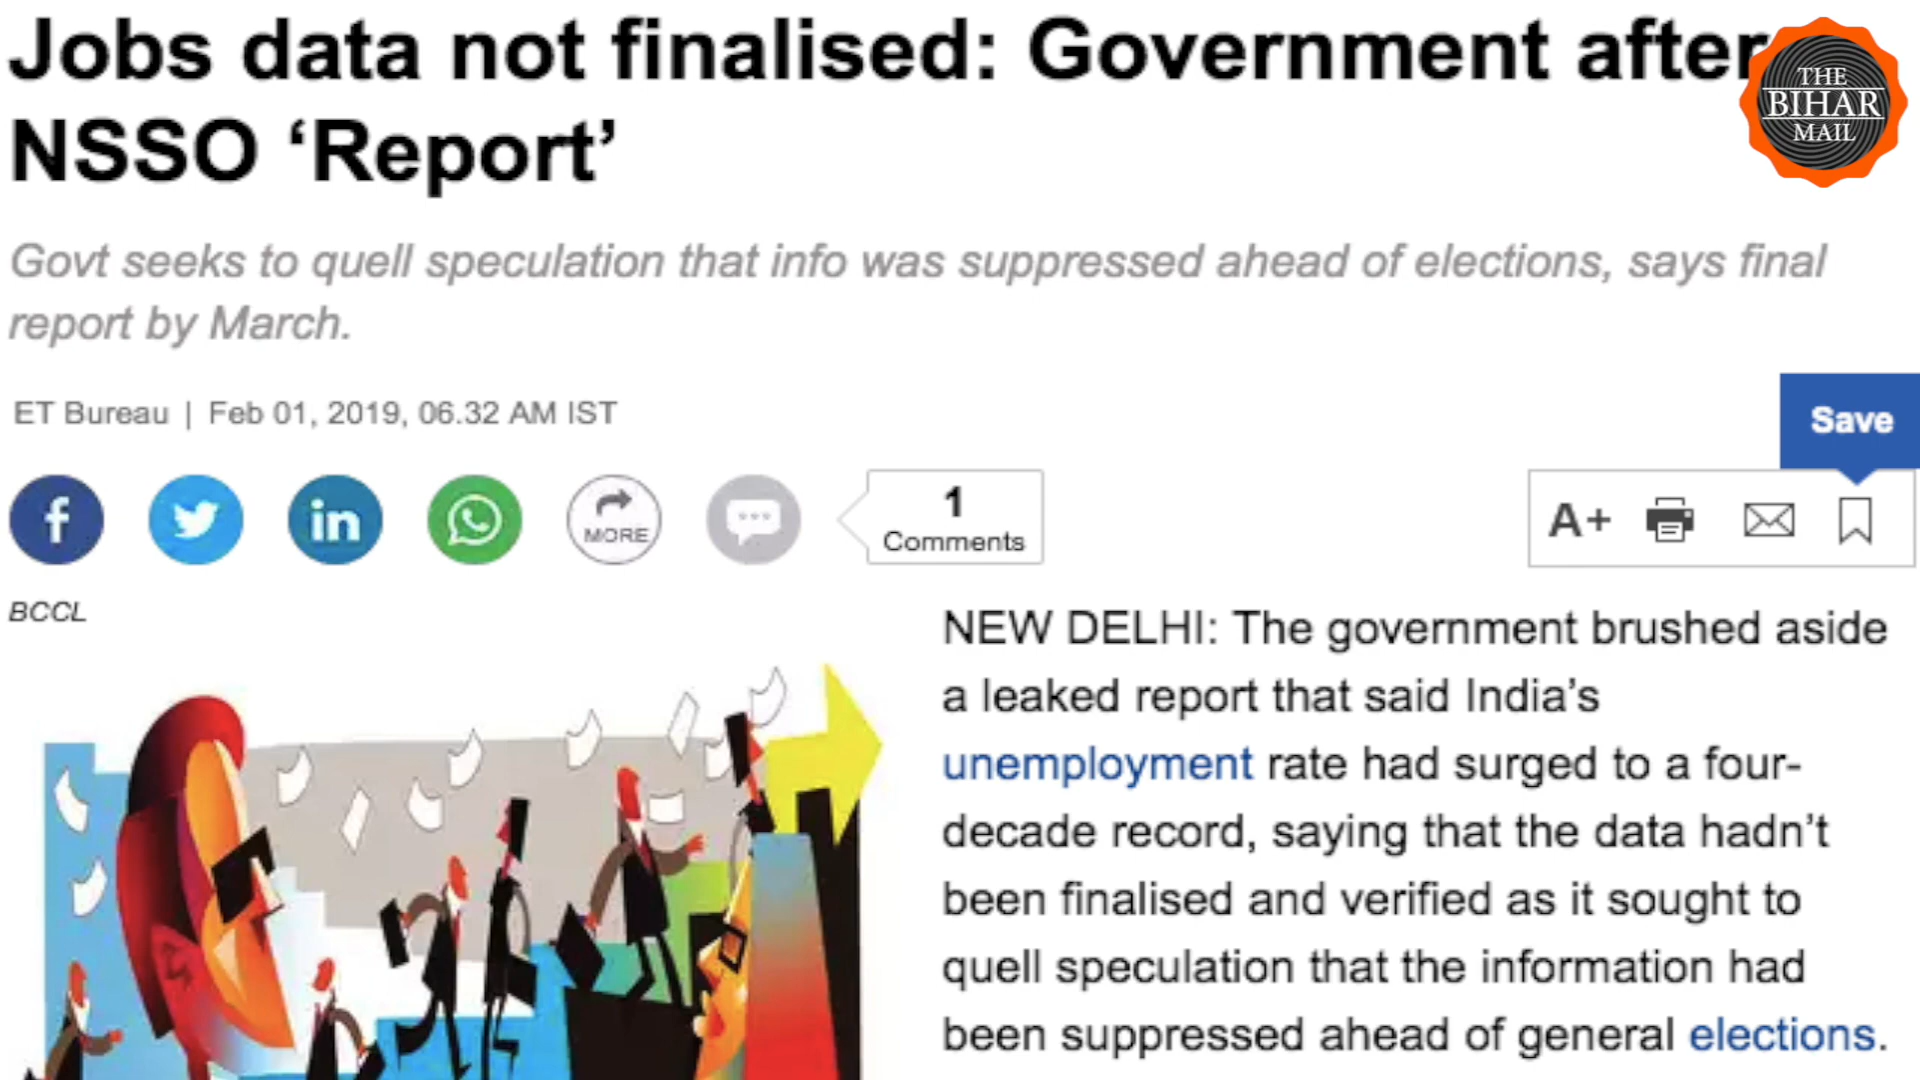 Jobs data not finalised: Government after
NSSO ‘Report’
THE
BIHAR
MAIL
Govt seeks to quell speculation that info was suppressed ahead of elections, says final
report by March.
ET Bureau | Feb 01, 2019, 06.32 AM IST
Save
f
in
MORE
1
Comments
A+
BCCL
NEW DELHI: The government brushed aside
a leaked report that said India’s
unemployment rate had surged to a four-
decade record, saying that the data hadn’t
been finalised and verified as it sought to
quell speculation that the information had
been suppressed ahead of general elections.